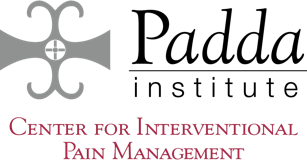 Padda
institute
CENTER FOR INTERVENTIONAL
PAIN MANAGEMENT